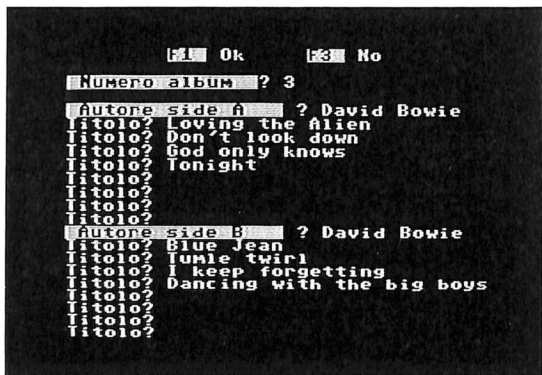 F1 Ok F3 No
Numero album ? 3
Autore side A ? David Bowie
Titolo? Loving the Alien
Titolo? Don't look down
Titolo? God only knows
Titolo? Tonight
Titolo?
Titolo?
Titolo?
Titolo?
Autore side B ? David Bowie
Titolo? Blue Jean
Titolo? Tumle twirl
Titolo? I keep forgetting
Titolo? Dancing with the big boys
Titolo?
Titolo?
Titolo?
Titolo?